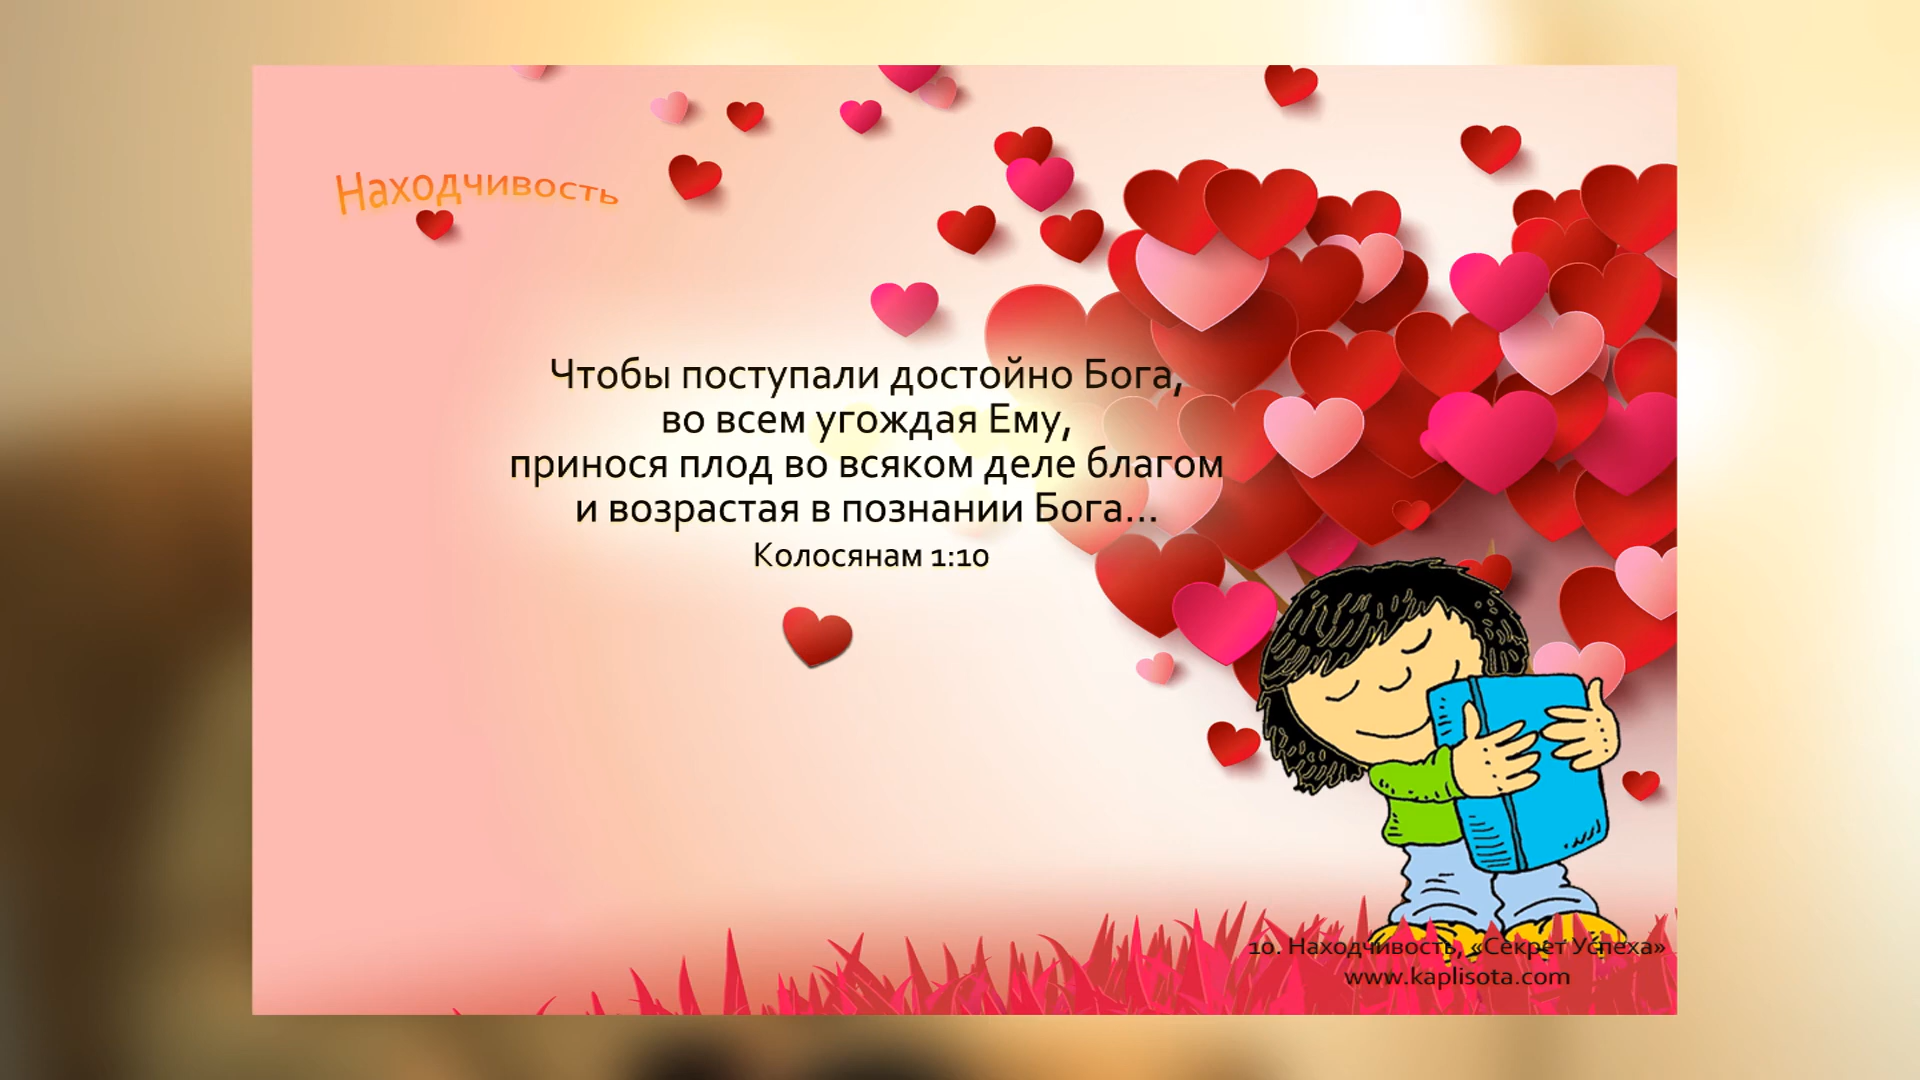 Находчивость
Чтобы поступали достойно Бога,
во всем угождая Ему,
принося плод во всяком деле благом
и возрастая в познании Бога...
Колосянам 1:10
10. Находчивость, «Секрет Успеха»
www.kaplisota.com